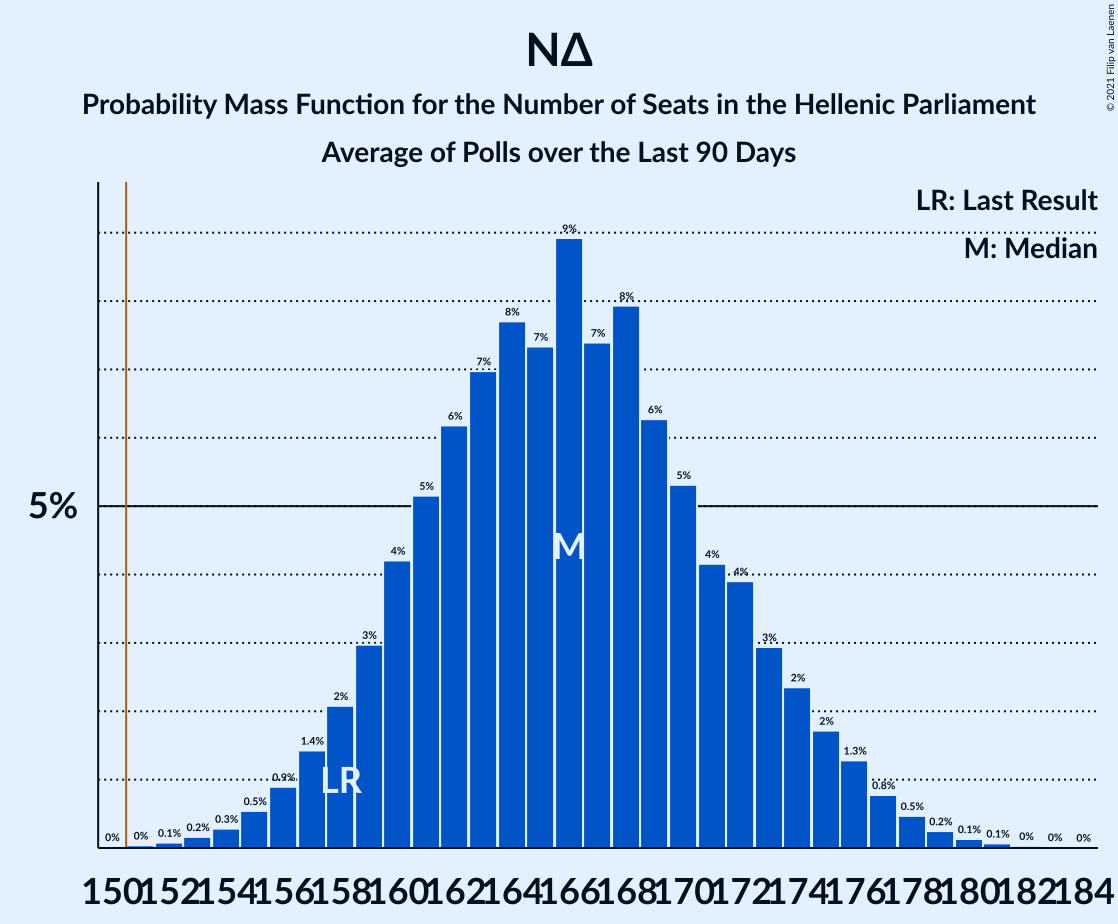 NΔ
Probability Mass Function for the Number of Seats in the Hellenic Parliament
Average of Polls over the Last 90 Days
© 2021 Filip van Laenen
LR: Last Result
M: Median
5%
0% 0% 0.1% 0.2% 0.3% 0.5% 0.9% 1.4% 2% 3% 4% 5% 6% 7% 8% 7% 9% 7% 8% 6% 5% 4% 4% 3% 2% 2% 1.3% 0.8% 0.5% 0.2% 0.1% 0.1% 0% 0% 0%
LR
M
150 152 154 156 158 160 162 164 166 168 170 172 174 176 178 180 182 184